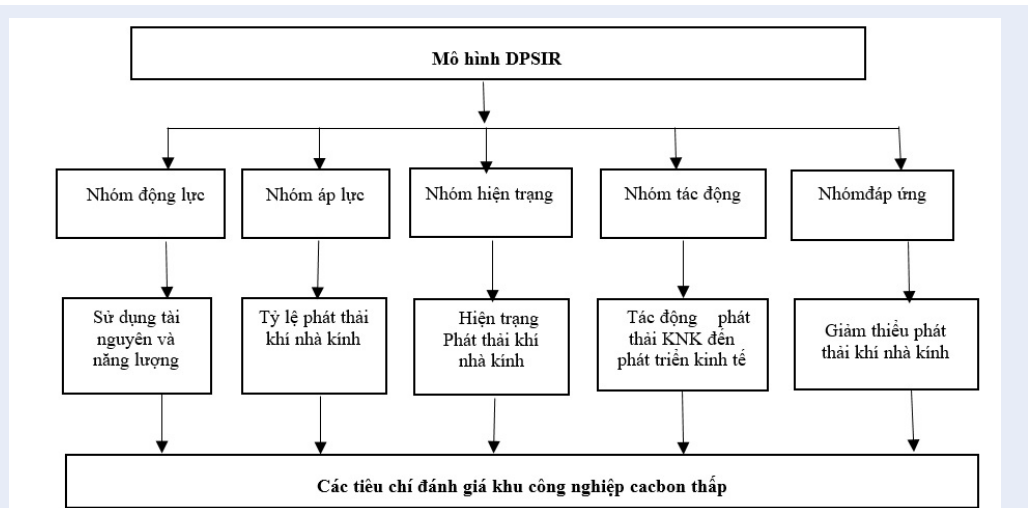 Mô hình DPSIR
Nhóm động lực
Nhóm áp lực
Nhóm hiện trạng
Nhóm tác động
Nhómđáp ứng
Sử dụng tài
nguyên và
năng lượng
Tỷ lệ phát thải
khí nhà kính
Hiện trạng
Phát thải khí
nhà kính
Tác động phát
thải KNK đến
phát triển kinh tế
Giảm thiểu phát
thải khí nhà kính
Các tiêu chí đánh giá khu công nghiệp cacbon thấp